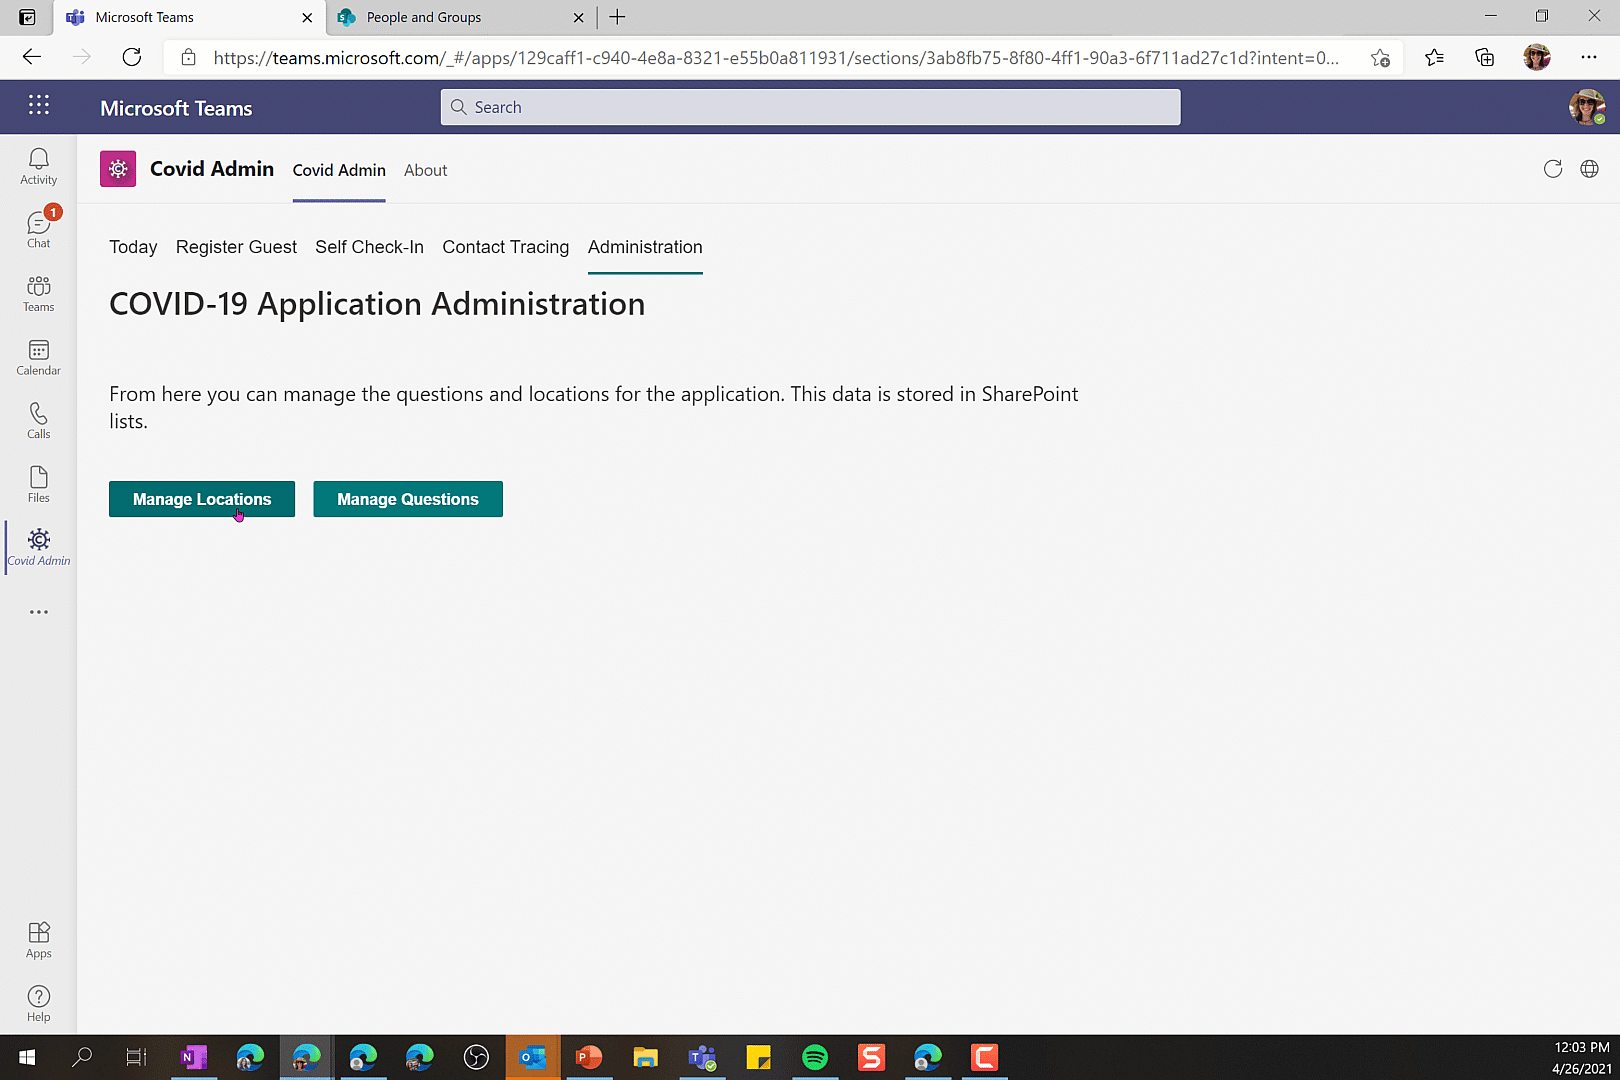 Microsoft Teams
People and Groups
https://teams.microsoft.com/_#/apps/129caff1-c940-4e8a-8321-e55b0a811931/sections/3ab8fb75-8f80-4ff1-90a3-6f711ad27c1d?intent=0...
Microsoft Teams
Search
Activity
1
Chat
Teams
Calendar
Calls
Files
Covid Admin
Apps
Help
Covid Admin
Covid Admin
About
Today
Register Guest
Self Check-In
Contact Tracing
Administration
COVID-19 Application Administration
From here you can manage the questions and locations for the application. This data is stored in SharePoint
lists.
Manage Locations
Manage Questions
12:03 PM
4/26/2021